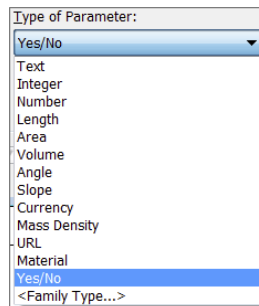 Type of Parameter:
Yes/No
Text
Integer
Number
Length
Area
Volume
Angle
Slope
Currency
Mass Density
URL
Material
Yes/No
<Family Type...>